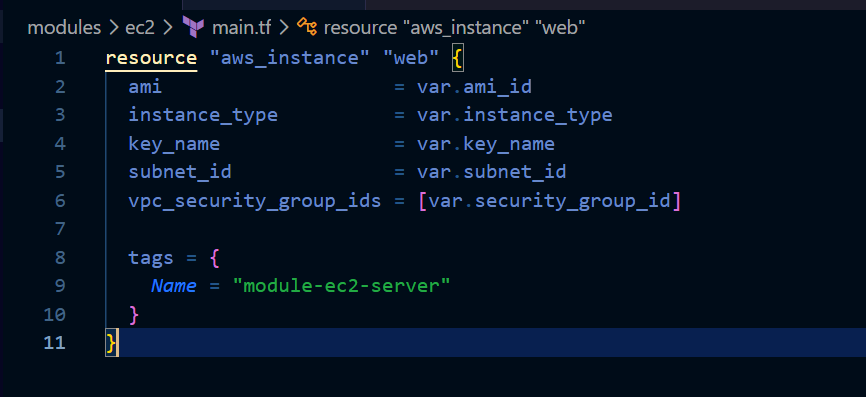 modules > ec2 > main.tf > resource "aws_instance" "web"
1 resource "aws_instance" "web" {
2   ami                    = var.ami_id
3   instance_type          = var.instance_type
4   key_name               = var.key_name
5   subnet_id              = var.subnet_id
6   vpc_security_group_ids = [var.security_group_id]
7
8   tags = {
9     Name = "module-ec2-server"
10   }
11 }